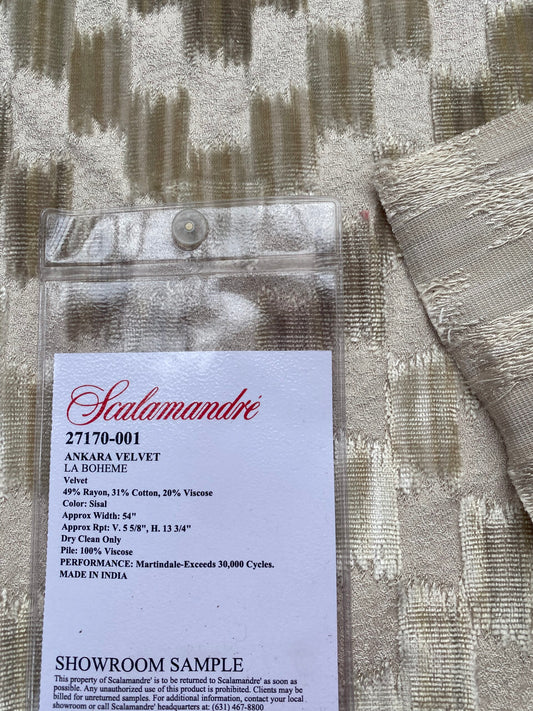 Scalamandré
27170-001
ANKARA VELVET
LA BOHEME
Velvet
49% Rayon, 31% Cotton, 20% Viscose
Color: Sisal
Approx Width: 54"
Approx Rpt: V. 5 5/8", H. 13 3/4"
Dry Clean Only
Pile: 100% Viscose
PERFORMANCE: Martindale-Exceeds 30,000 Cycles.
MADE IN INDIA
SHOWROOM SAMPLE
This property of Scalamandre' is to be returned to Scalamandre' as soon as
possible. Any unauthorized use of this product is prohibited. Clients may be
billed for unreturned samples. For additional information, contact your local
showroom or call Scalamandre' headquarters at: (631) 467-8800